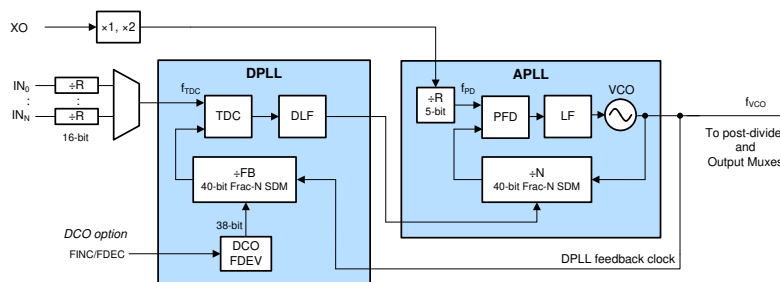 XO
×1, ×2
IN0
÷R
:
:
INN
÷R
16-bit
DPLL
fTDC
TDC
DLF
÷FB
40-bit Frac-N SDM
38-bit
DCO option
FINC/FDEC
DCO
FDEV
APLL
÷R
5-bit
fPD
PFD
LF
VCO
÷N
40-bit Frac-N SDM
DPLL feedback clock
fVCO
To post-divide
and
Output Muxes